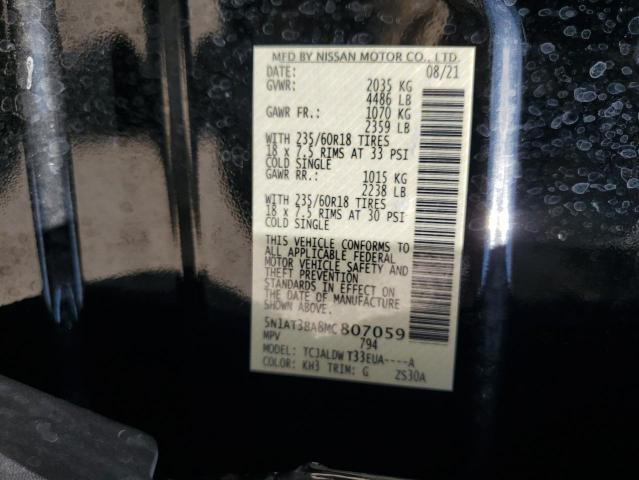 MFD BY NISSAN MOTOR CO., LTD.
DATE: 08/21
GVWR: 2035 KG
4486 LB
GAWR FR.: 1070 KG
2359 LB
WITH 235/60R18 TIRES
18 x 7.5 RIMS AT 33 PSI
COLD SINGLE
GAWR RR.: 1015 KG
2238 LB
WITH 235/60R18 TIRES
18 x 7.5 RIMS AT 30 PSI
COLD SINGLE
THIS VEHICLE CONFORMS TO
ALL APPLICABLE FEDERAL
MOTOR VEHICLE SAFETY AND
THEFT PREVENTION
STANDARDS IN EFFECT ON
THE DATE OF MANUFACTURE
SHOWN ABOVE.
5N1AT3BA8MC807059
MPV 794
MODEL: TCJALDW T33EUA----A
COLOR: KH3 TRIM: G ZS30A